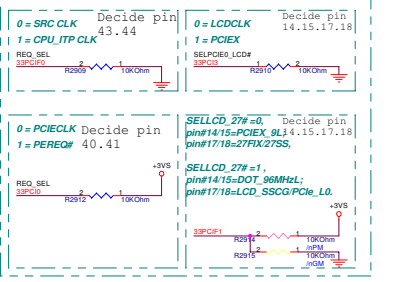 0 = SRC CLK
Decide pin
43.44
1 = CPU_ITP CLK
REQ_SEL
33PCIF0
2
1
R2909
10KOhm
0 = LCDCLK
Decide pin
14.15.17.18
1 = PCIEX
SELPCIE0_LCD#
33PCI3
2
1
R2910
10KOhm
0 = PCIECLK
Decide pin
1 = PEREQ#
40.41
+3VS
REQ_SEL
33PCI0
2
1
R2912
10KOhm
SELLCD_27# =0,
Decide pin
pin#14/15=PCIEX_9L;
14.15.17.18
pin#17/18=27FIX/27SS,
SELLCD_27# =1 ,
pin#14/15=DOT_96MHzL;
pin#17/18=LCD_SSCG/PCIe_L0.
+3VS
33PCIF1
2
1
R2914
10KOhm
/nPM
2
1
R2915
10KOhm
/nGM